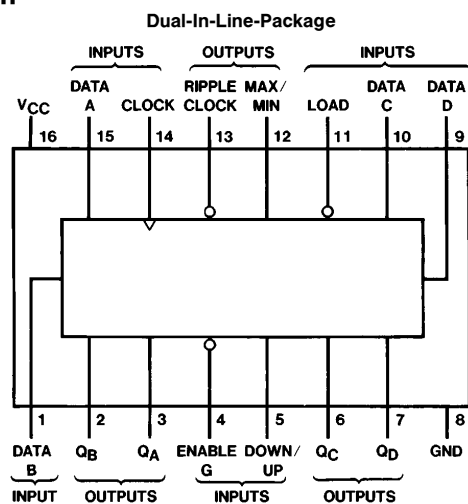 Dual-In-Line-Package
INPUTS OUTPUTS INPUTS
DATA RIPPLE MAX/ DATA DATA
VCC A CLOCK CLOCK MIN LOAD C D
16 15 14 13 12 11 10 9
1 2 3 4 5 6 7 8
DATA QB QA ENABLE DOWN/ QC QD GND
B G UP
INPUT OUTPUTS INPUTS OUTPUTS